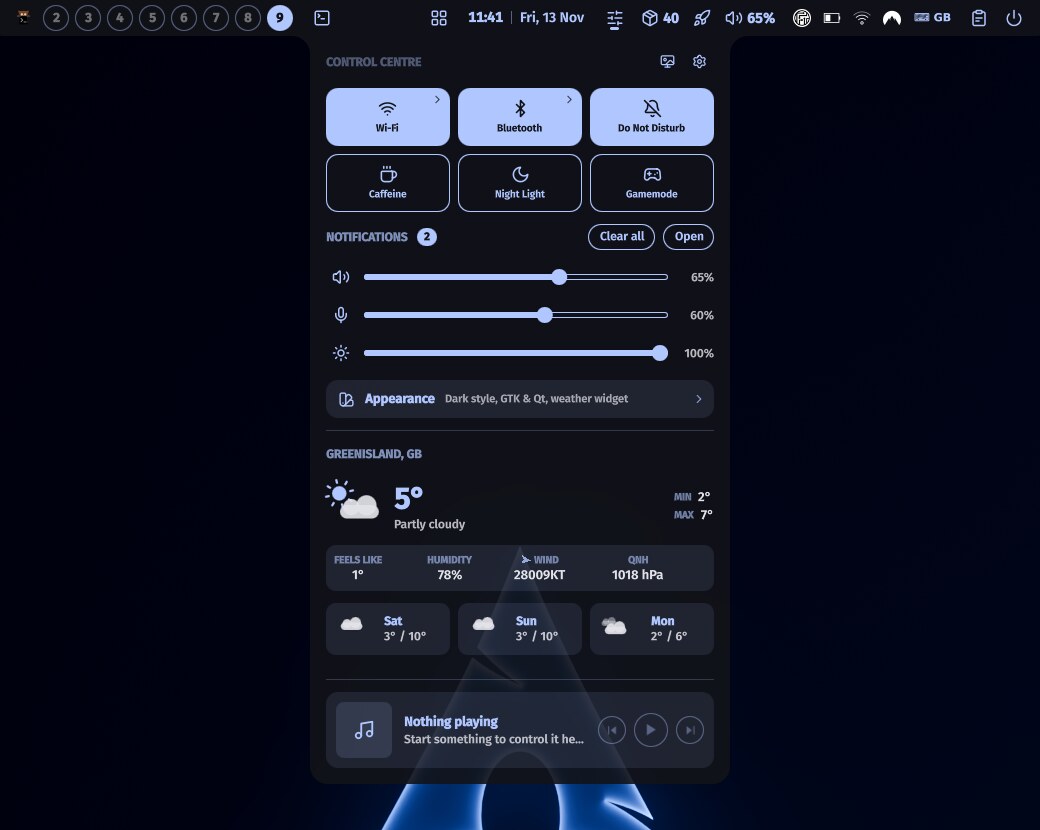 2 3 4 5 6 7 8 9
11:41 Fri, 13 Nov 40 65% GB
CONTROL CENTRE
Wi-Fi Bluetooth Do Not Disturb
Caffeine Night Light Gamemode
NOTIFICATIONS 2 Clear all Open
65%
60%
100%
Appearance Dark style, GTK & Qt, weather widget
GREENISLAND, GB
5°
Partly cloudy
MIN 2°
MAX 7°
FEELS LIKE HUMIDITY WIND QNH
1° 78% 28009KT 1018 hPa
Sat Sun Mon
3° / 10° 3° / 10° 2° / 6°
Nothing playing
Start something to control it he...